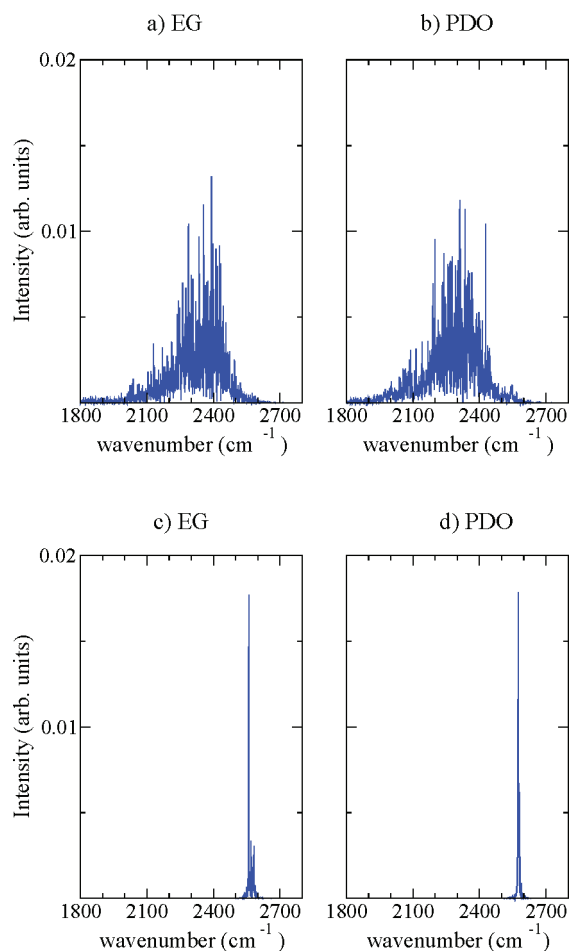 a) EG
b) PDO
0.02
0.01
Intensity (arb. units)
1800 2100 2400 2700
1800 2100 2400 2700
wavenumber (cm⁻¹)
wavenumber (cm⁻¹)
c) EG
d) PDO
0.02
0.01
Intensity (arb. units)
1800 2100 2400 2700
1800 2100 2400 2700
wavenumber (cm⁻¹)
wavenumber (cm⁻¹)